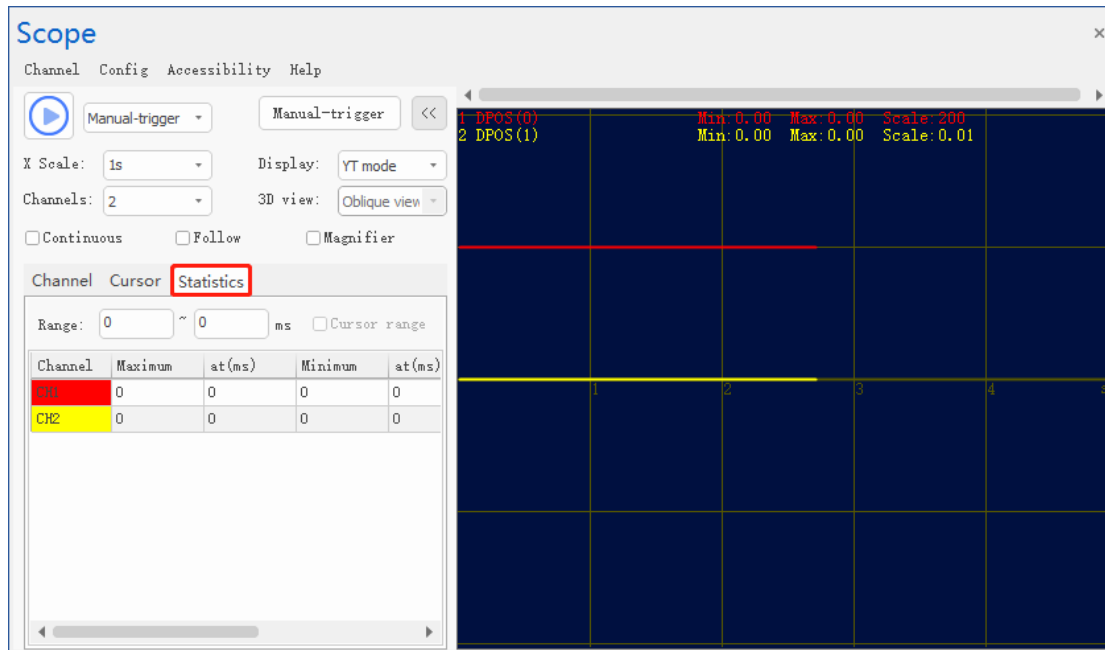 Scope
Channel Config Accessibility Help
Manual-trigger Manual-trigger <<
X Scale: 1s Display: YT mode
Channels: 2 3D view: Oblique view
Continuous Follow Magnifier
Channel Cursor Statistics
Range: 0 ~ 0 ms Cursor range
Channel Maximum at(ms) Minimum at(ms)
CH1 0 0 0 0
CH2 0 0 0 0
1 DPOS(0) Min:0.00 Max:0.00 Scale:200
2 DPOS(1) Min:0.00 Max:0.00 Scale:0.01
1 2 3 4 s